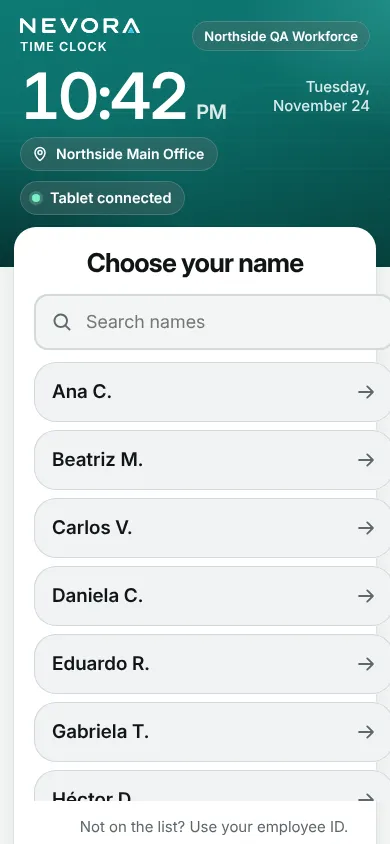 NEVORA
TIME CLOCK
Northside QA Workforce
10:42 PM
Tuesday,
November 24
Northside Main Office
Tablet connected
Choose your name
Search names
Ana C.
Beatriz M.
Carlos V.
Daniela C.
Eduardo R.
Gabriela T.
Héctor D.
Not on the list? Use your employee ID.